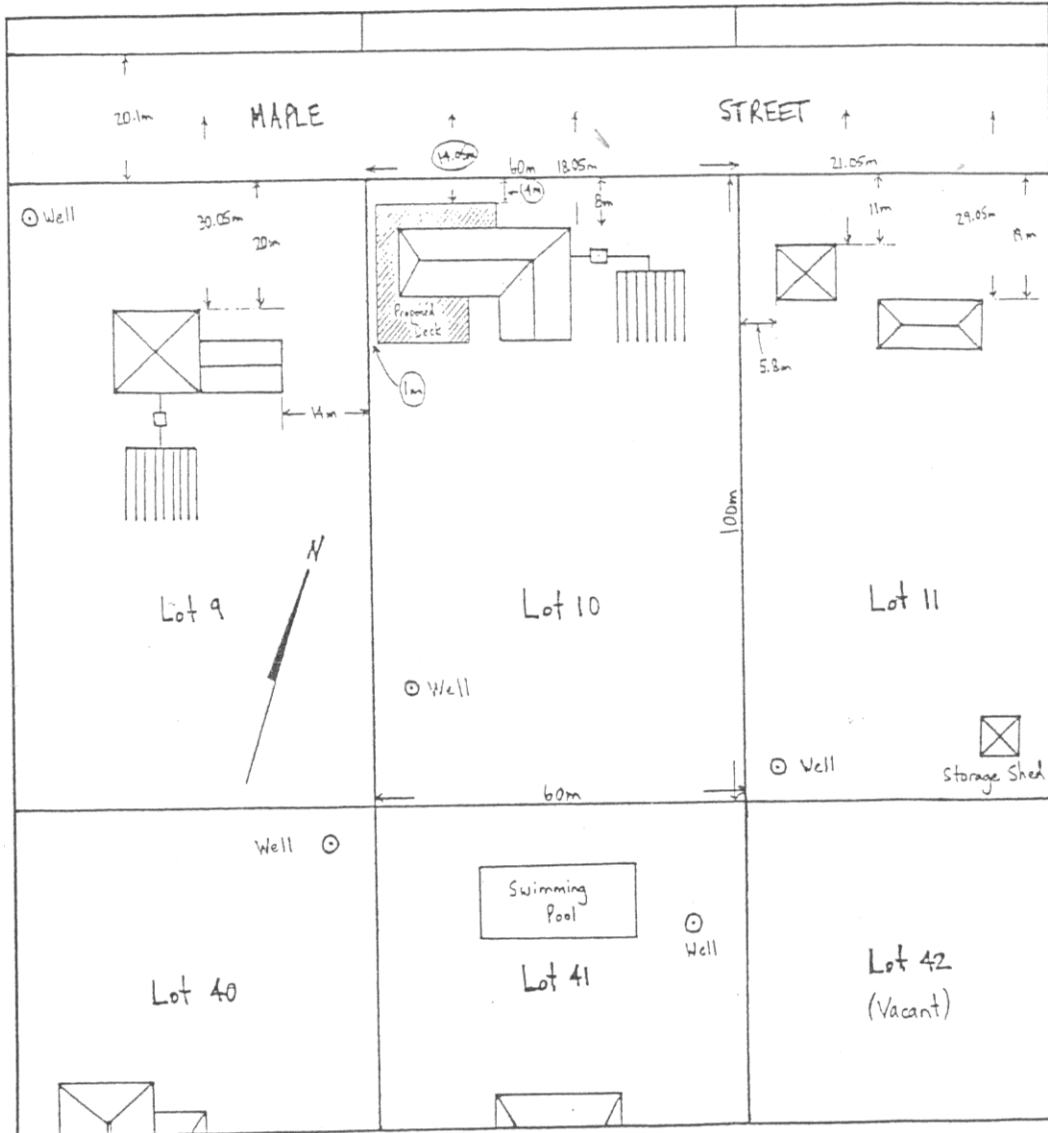 20.1m
MAPLE
STREET
14.05m
60m
18.05m
21.05m
Well
30.05m
20m
4m
8m
11m
29.05m
Proposed
Deck
14m
1m
5.8m
100m
N
Lot 9
Lot 10
Lot 11
Well
Well
Storage Shed
60m
Well
Swimming
Pool
Well
Lot 40
Lot 41
Lot 42
(Vacant)